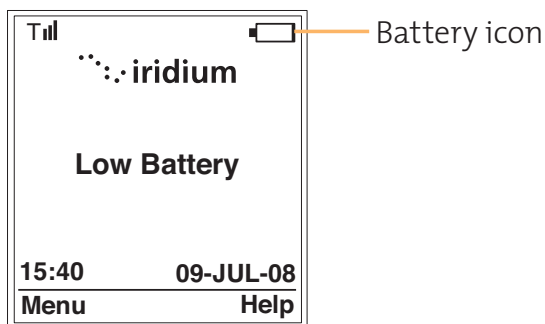 Battery icon
iridium
Low Battery
15:40 09-JUL-08
Menu Help